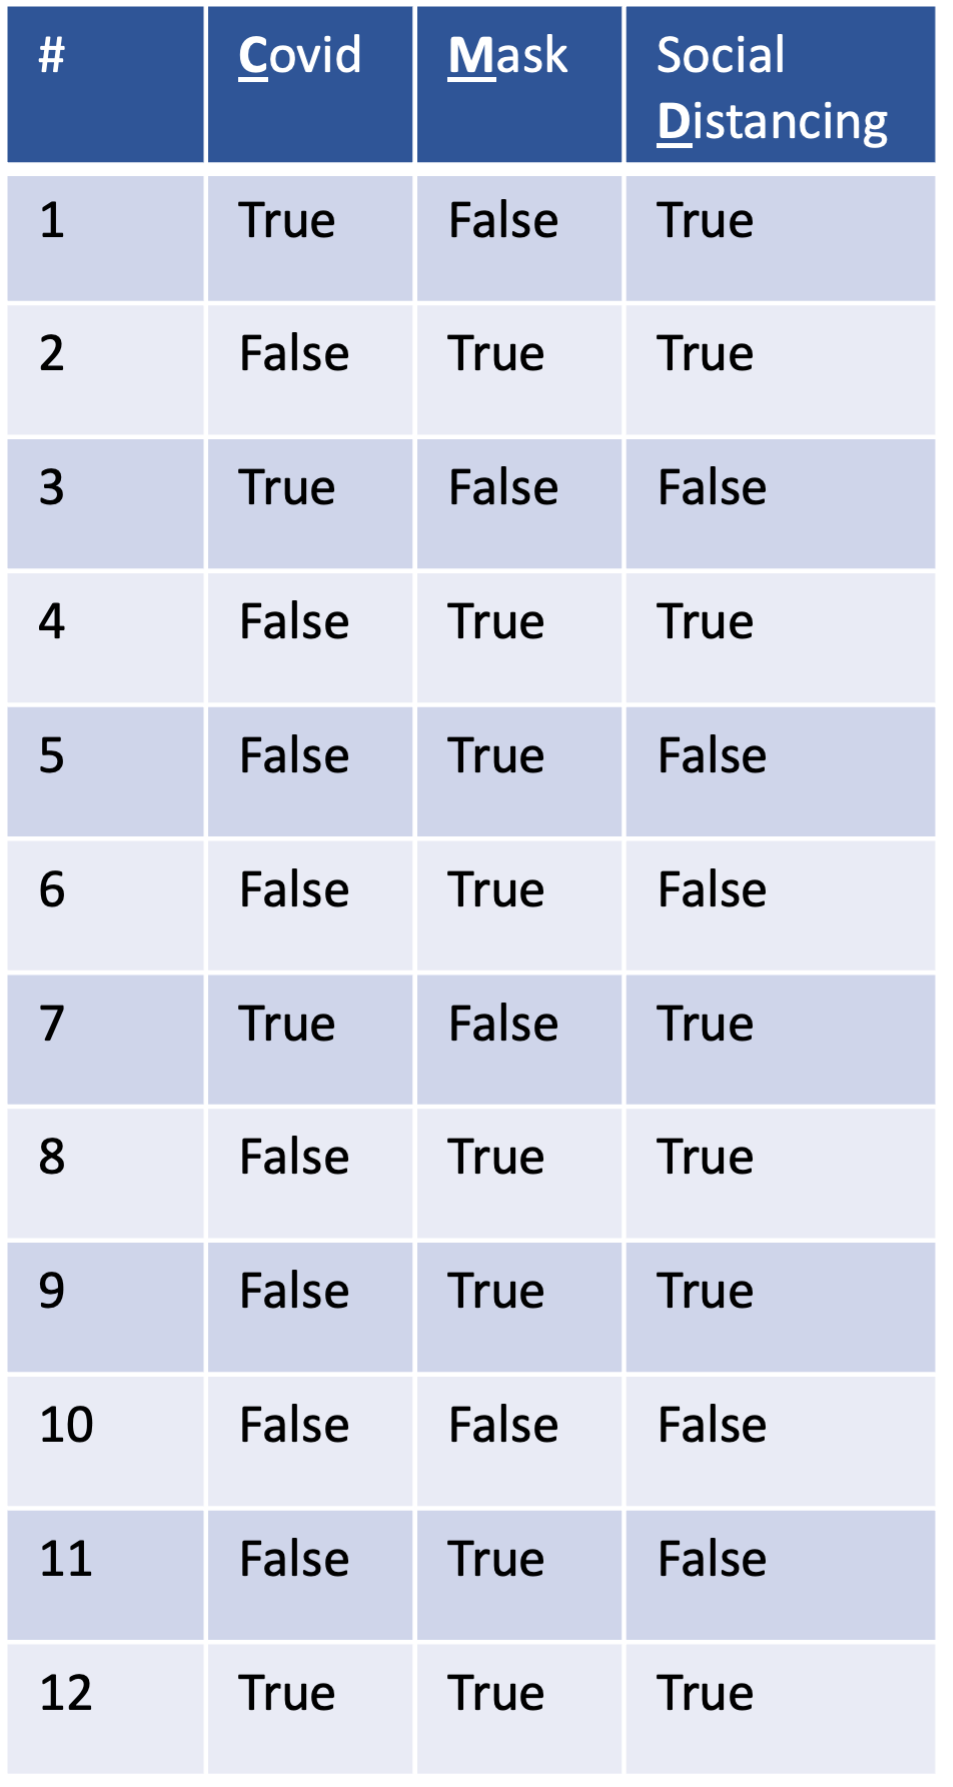 # Covid Mask Social
Distancing
1 True False True
2 False True True
3 True False False
4 False True True
5 False True False
6 False True False
7 True False True
8 False True True
9 False True True
10 False False False
11 False True False
12 True True True